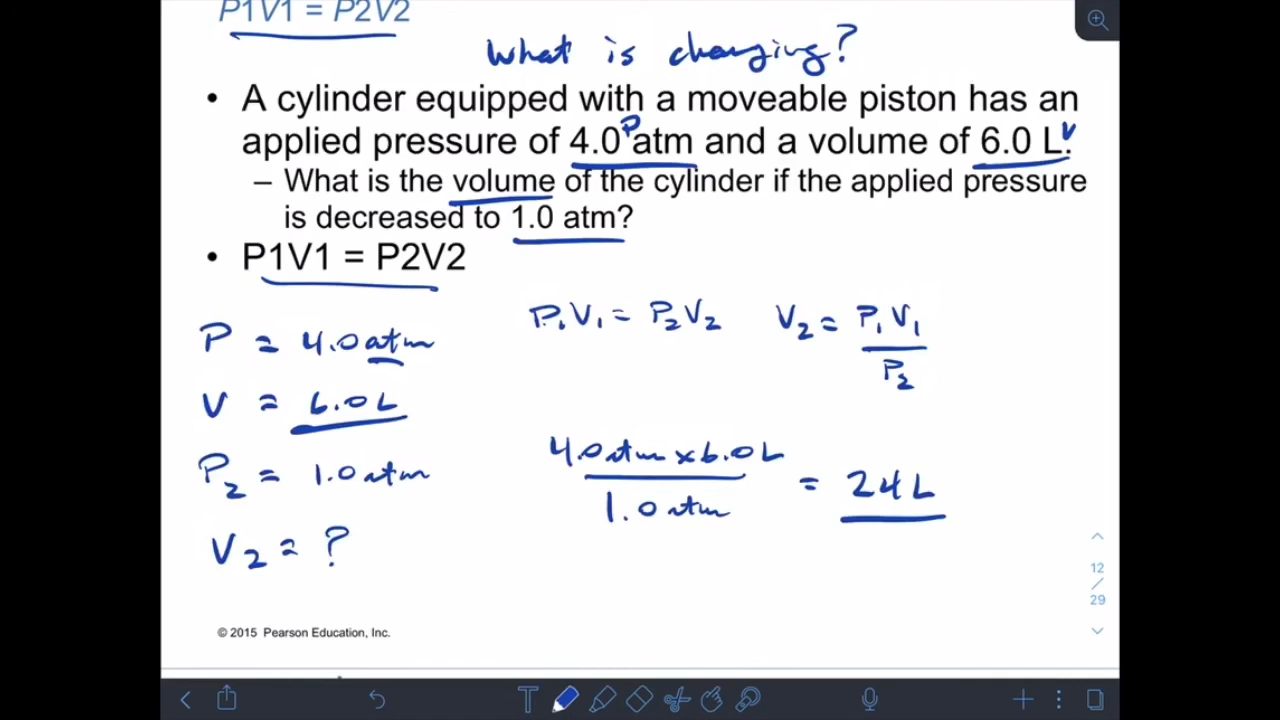 P1V1 = P2V2
What is changing?
• A cylinder equipped with a moveable piston has an
P V
applied pressure of 4.0 atm and a volume of 6.0 L.
– What is the volume of the cylinder if the applied pressure
is decreased to 1.0 atm?
• P1V1 = P2V2
P₁V₁ = P₂V₂ V₂ = P₁V₁
P₂
P = 4.0 atm
V = 6.0 L
4.0 atm x 6.0 L
1.0 atm
= 24 L
P₂ = 1.0 atm
V₂ = ?
12
/
29
© 2015 Pearson Education, Inc.
T